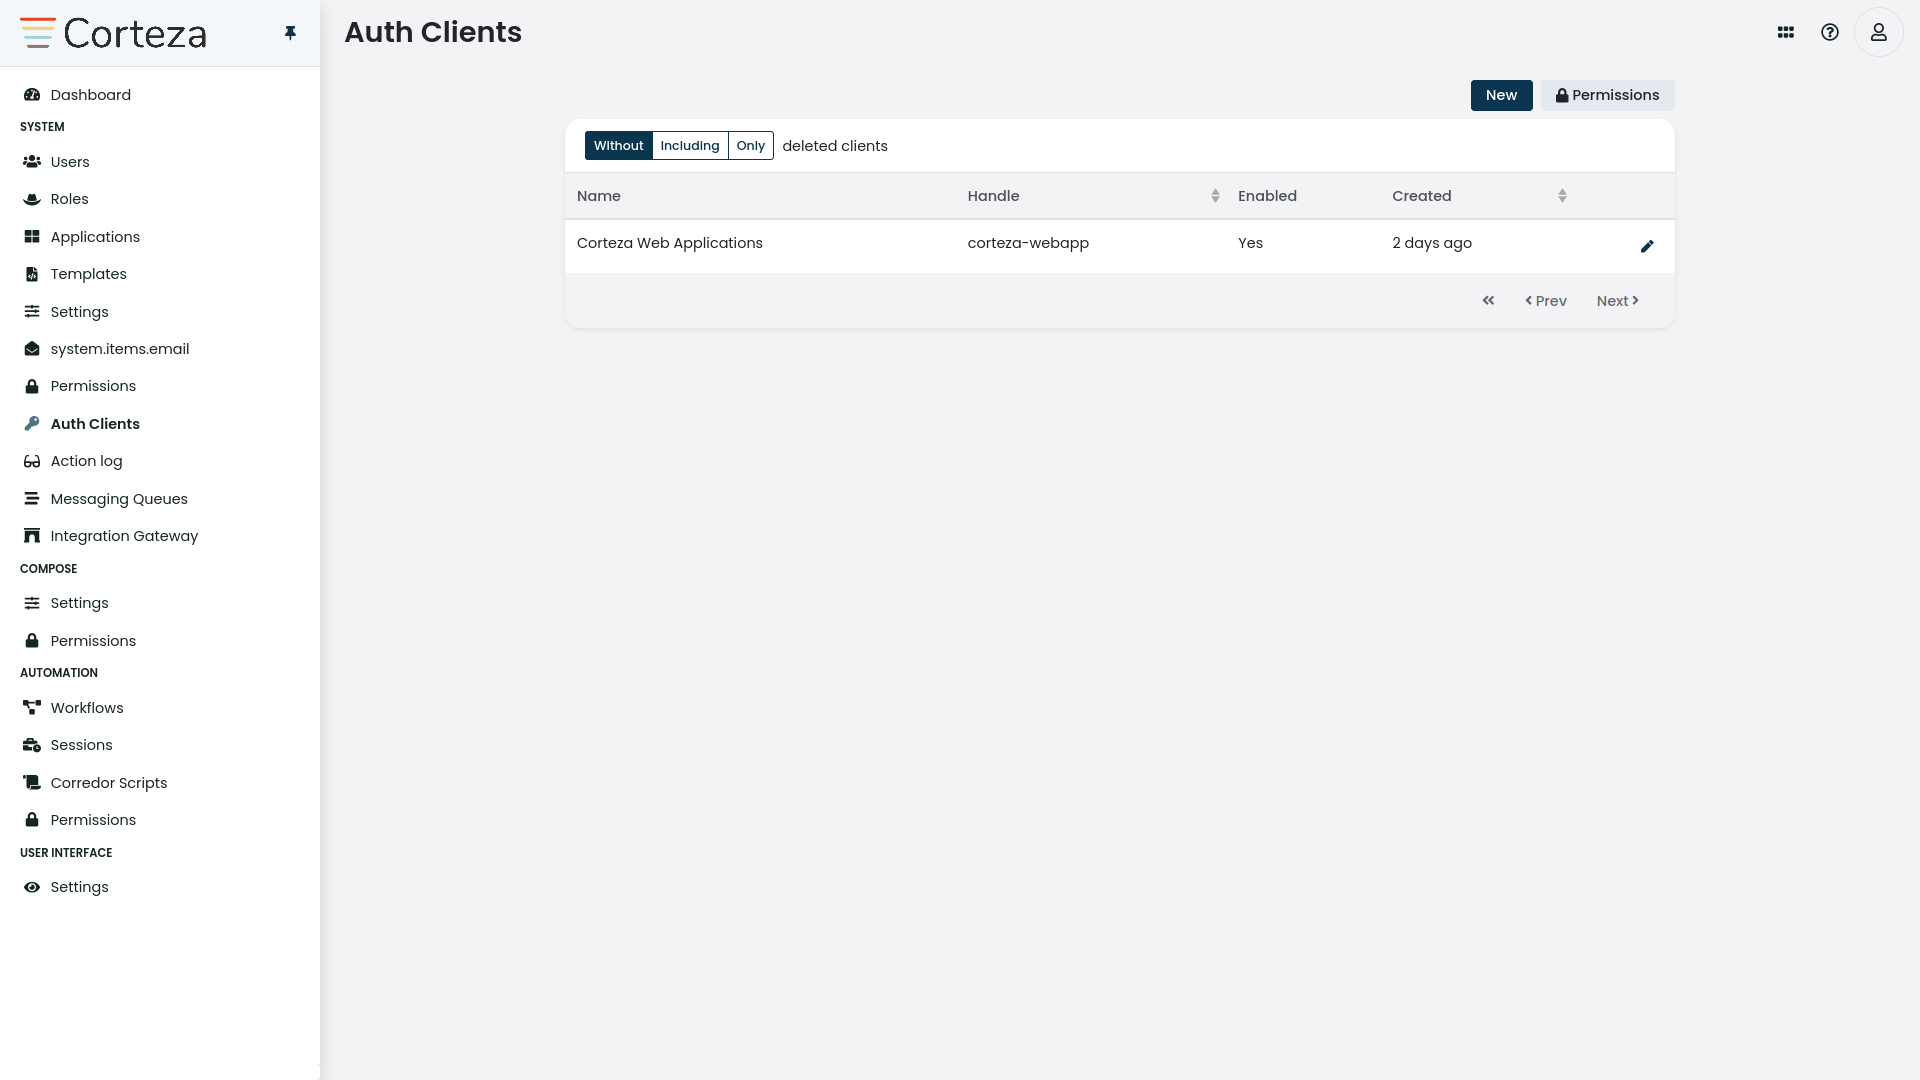 Corteza
Auth Clients
Dashboard
SYSTEM
Users
Roles
Applications
Templates
Settings
system.items.email
Permissions
Auth Clients
Action log
Messaging Queues
Integration Gateway
COMPOSE
Settings
Permissions
AUTOMATION
Workflows
Sessions
Corredor Scripts
Permissions
USER INTERFACE
Settings
New Permissions
Without Including Only deleted clients
Name Handle Enabled Created
Corteza Web Applications corteza-webapp Yes 2 days ago
Prev Next